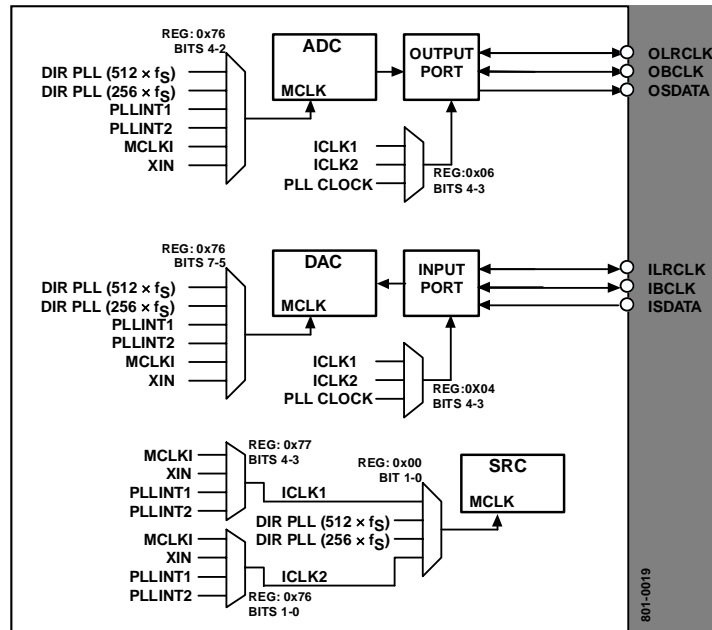 REG: 0x76
BITS 4-2
DIR PLL (512 × fS)
DIR PLL (256 × fS)
PLLINT1
PLLINT2
MCLKI
XIN
ADC
MCLK
OUTPUT
PORT
OLRCLK
OBCLK
OSDATA
ICLK1
ICLK2
PLL CLOCK
REG:0x06
BITS 4-3
REG: 0x76
BITS 7-5
DIR PLL (512 × fS)
DIR PLL (256 × fS)
PLLINT1
PLLINT2
MCLKI
XIN
DAC
MCLK
INPUT
PORT
ILRCLK
IBCLK
ISDATA
ICLK1
ICLK2
PLL CLOCK
REG:0X04
BITS 4-3
MCLKI
XIN
PLLINT1
PLLINT2
REG: 0x77
BITS 4-3
ICLK1
REG: 0x00
BIT 1-0
DIR PLL (512 × fS)
DIR PLL (256 × fS)
SRC
MCLK
MCLKI
XIN
PLLINT1
PLLINT2
ICLK2
REG: 0x76
BITS 1-0
801-0019